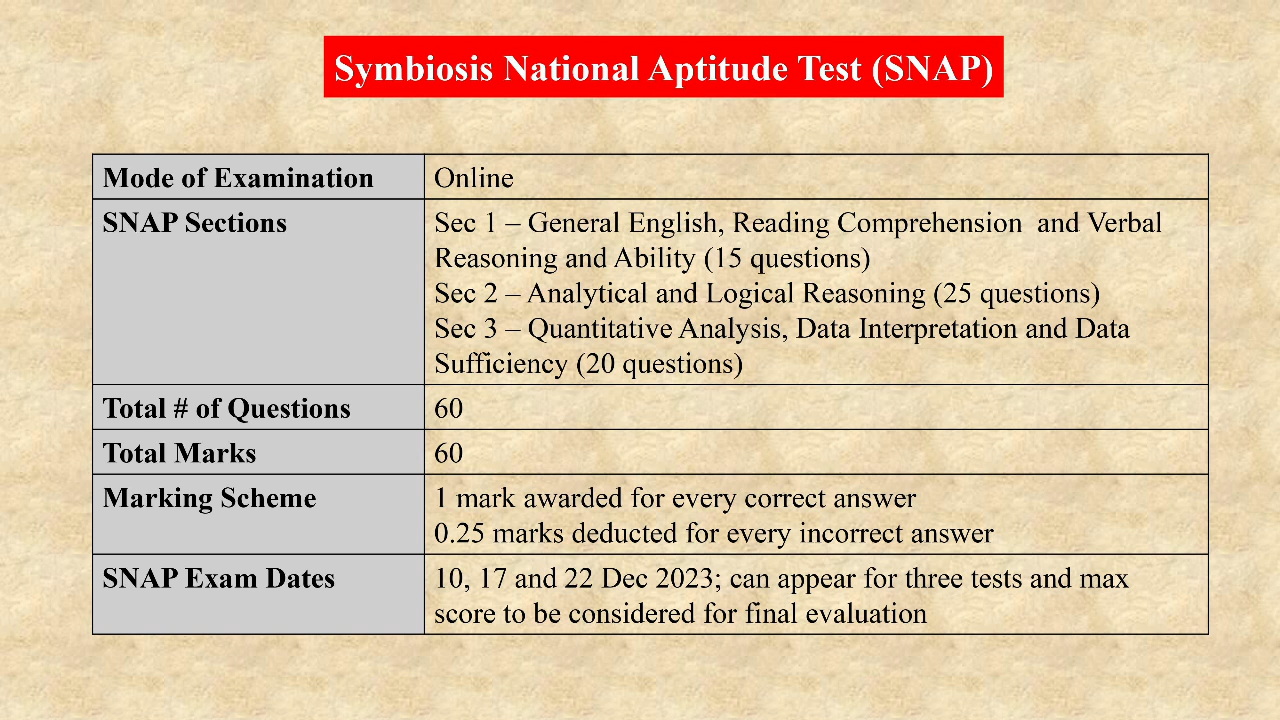 Symbiosis National Aptitude Test (SNAP)
Mode of Examination
Online
SNAP Sections
Sec 1 – General English, Reading Comprehension and Verbal
Reasoning and Ability (15 questions)
Sec 2 – Analytical and Logical Reasoning (25 questions)
Sec 3 – Quantitative Analysis, Data Interpretation and Data
Sufficiency (20 questions)
Total # of Questions
60
Total Marks
60
Marking Scheme
1 mark awarded for every correct answer
0.25 marks deducted for every incorrect answer
SNAP Exam Dates
10, 17 and 22 Dec 2023; can appear for three tests and max
score to be considered for final evaluation